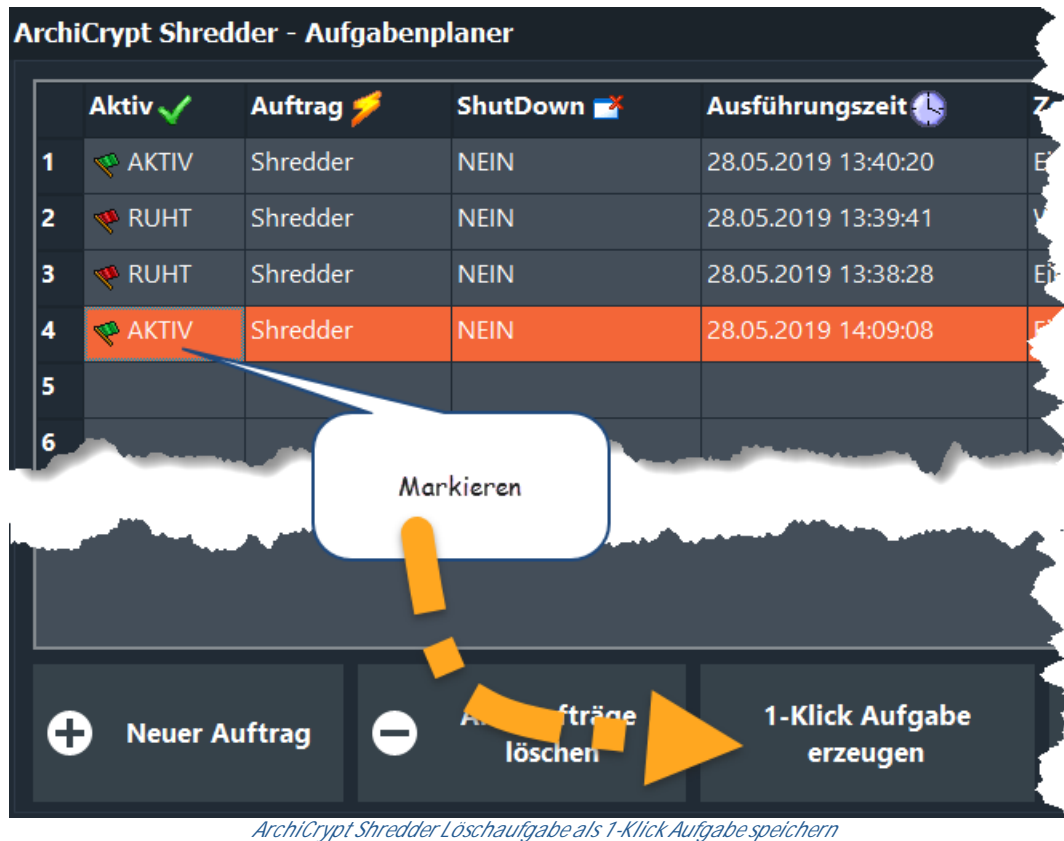 ArchiCrypt Shredder - Aufgabenplaner
Aktiv Auftrag ShutDown Ausführungszeit
1 AKTIV Shredder NEIN 28.05.2019 13:40:20
2 RUHT Shredder NEIN 28.05.2019 13:39:41
3 RUHT Shredder NEIN 28.05.2019 13:38:28
4 AKTIV Shredder NEIN 28.05.2019 14:09:08
5
6
Markieren
Neuer Auftrag
löschen
1-Klick Aufgabe
erzeugen
ArchiCrypt Shredder Löschaufgabe als 1-Klick Aufgabe speichern